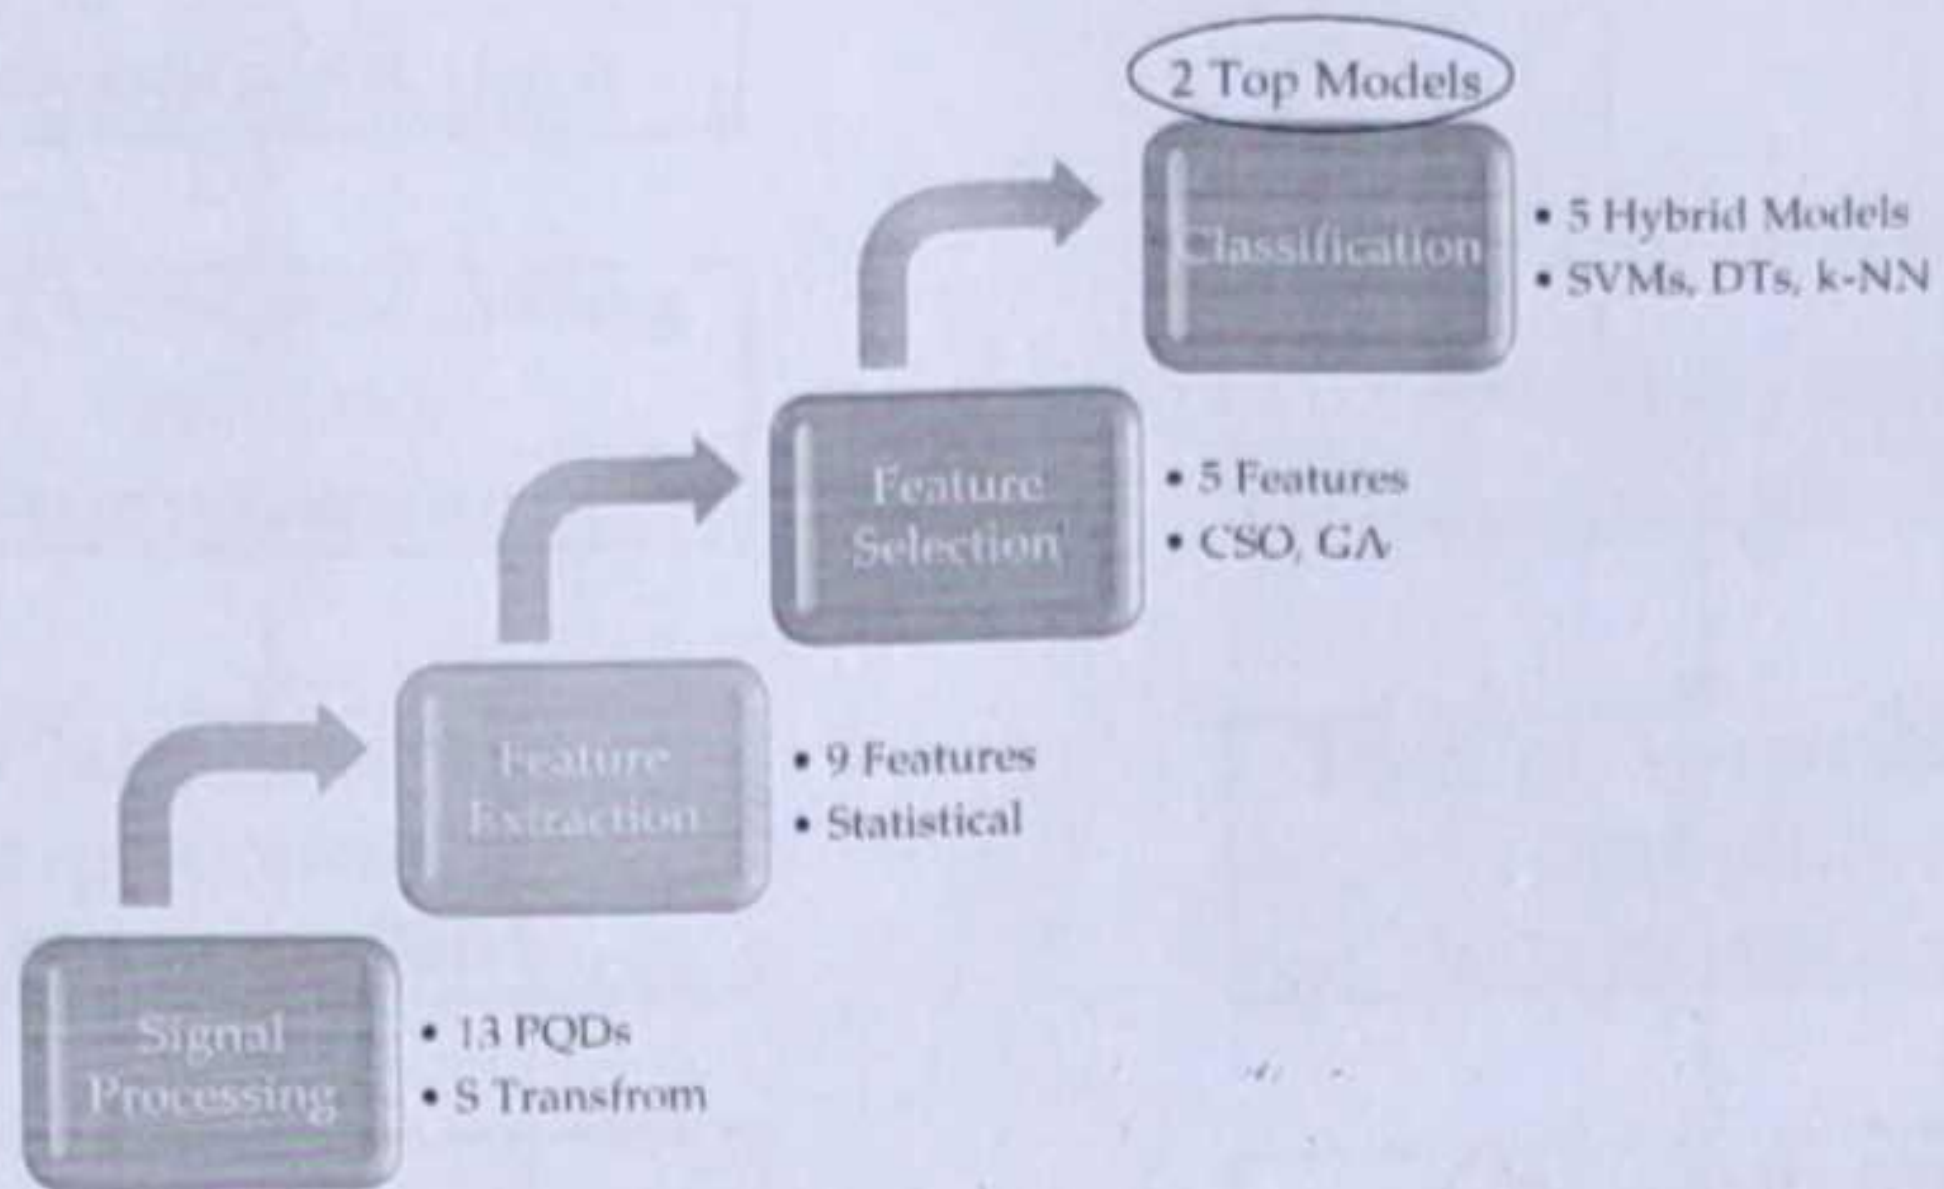 2 Top Models
Classification
• 5 Hybrid Models
• SVMs, DTs, k-NN
Feature
Selection
• 5 Features
• CSO, GA
Feature
Extraction
• 9 Features
• Statistical
Signal
Processing
• 13 PQDs
• S Transfrom